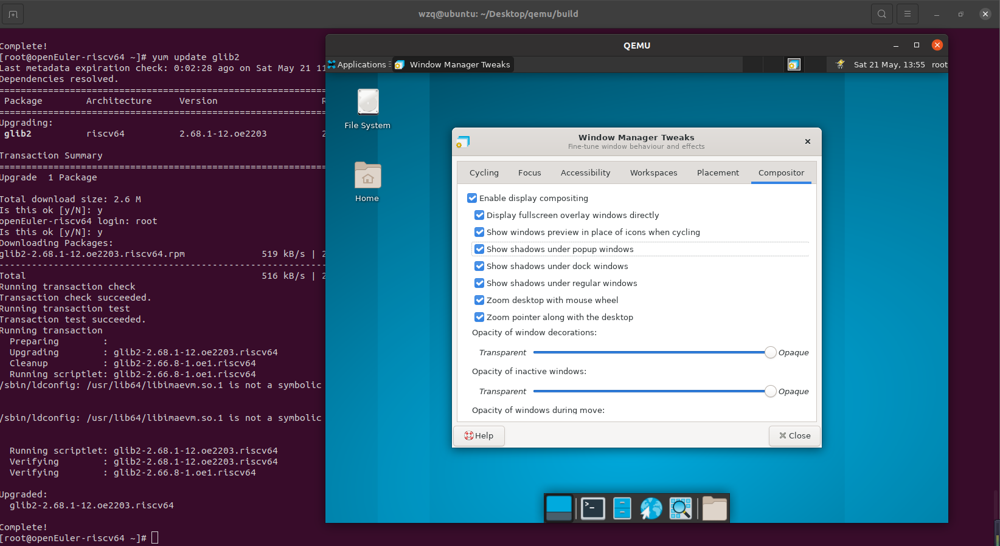 wzq@ubuntu: ~/Desktop/qemu/build
Complete!
[root@openEuler-riscv64 ~]# yum update glib2
Last metadata expiration check: 0:02:28 ago on Sat May 21 11
Dependencies resolved.
================================================================
Package Architecture Version R
================================================================
Upgrading:
glib2 riscv64 2.68.1-12.oe2203 2
Transaction Summary
================================================================
Upgrade 1 Package
Total download size: 2.6 M
Is this ok [y/N]: y
openEuler-riscv64 login: root
Is this ok [y/N]: y
Downloading Packages:
glib2-2.68.1-12.oe2203.riscv64.rpm 519 kB/s | 2
----------------------------------------------------------------
Total 516 kB/s | 2
Running transaction check
Transaction check succeeded.
Running transaction test
Transaction test succeeded.
Running transaction
Preparing :
Upgrading : glib2-2.68.1-12.oe2203.riscv64
Cleanup : glib2-2.66.8-1.oe1.riscv64
Running scriptlet: glib2-2.66.8-1.oe1.riscv64
/sbin/ldconfig: /usr/lib64/libimaevm.so.1 is not a symbolic
/sbin/ldconfig: /usr/lib64/libimaevm.so.1 is not a symbolic
Running scriptlet: glib2-2.68.1-12.oe2203.riscv64
Verifying : glib2-2.68.1-12.oe2203.riscv64
Verifying : glib2-2.66.8-1.oe1.riscv64
Upgraded:
glib2-2.68.1-12.oe2203.riscv64
Complete!
[root@openEuler-riscv64 ~]#
QEMU
Applications Window Manager Tweaks Sat 21 May, 13:55 root
File System
Home
Window Manager Tweaks
Fine-tune window behaviour and effects
Cycling Focus Accessibility Workspaces Placement Compositor
Enable display compositing
Display fullscreen overlay windows directly
Show windows preview in place of icons when cycling
Show shadows under popup windows
Show shadows under dock windows
Show shadows under regular windows
Zoom desktop with mouse wheel
Zoom pointer along with the desktop
Opacity of window decorations:
Transparent Opaque
Opacity of inactive windows:
Transparent Opaque
Opacity of windows during move:
Help Close